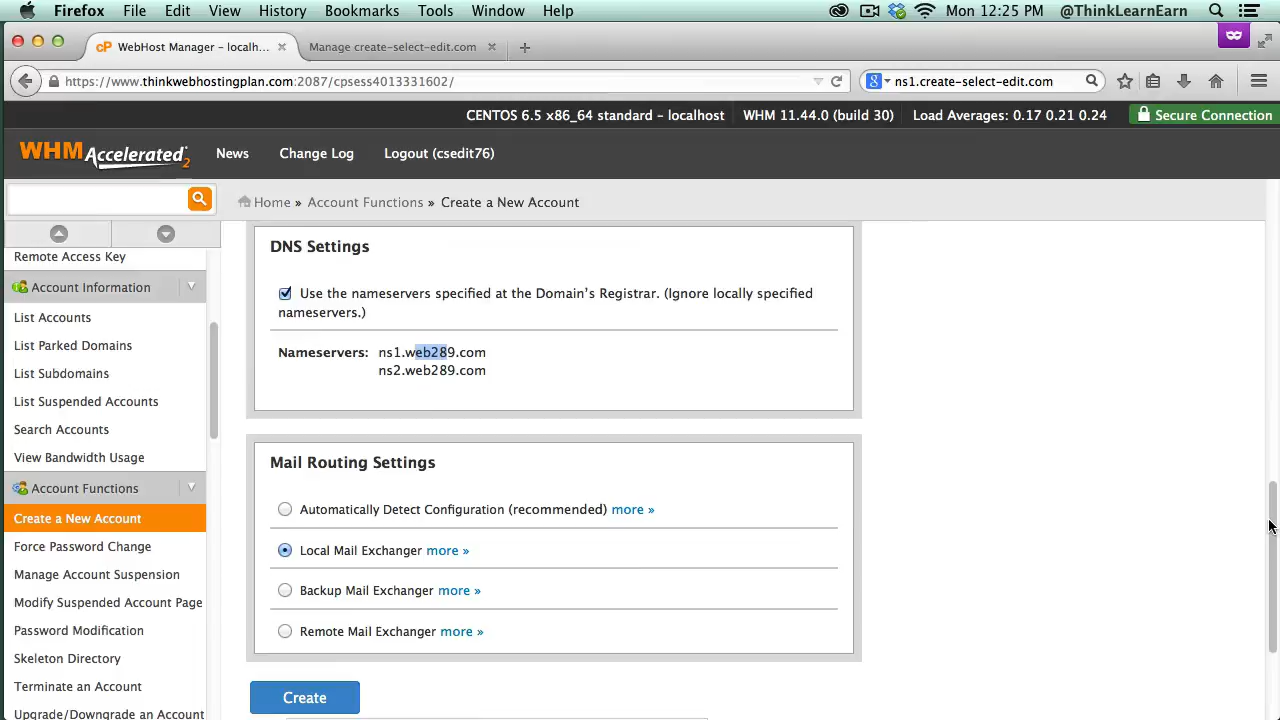 Firefox File Edit View History Bookmarks Tools Window Help Mon 12:25 PM @ThinkLearnEarn
cP WebHost Manager – localh... × Manage create-select-edit.com × +
https://www.thinkwebhostingplan.com:2087/cpsess4013331602/ ns1.create-select-edit.com
CENTOS 6.5 x86_64 standard – localhost WHM 11.44.0 (build 30) Load Averages: 0.17 0.21 0.24 Secure Connection
WHM Accelerated2 News Change Log Logout (csedit76)
Home » Account Functions » Create a New Account
Remote Access Key
Account Information
List Accounts
List Parked Domains
List Subdomains
List Suspended Accounts
Search Accounts
View Bandwidth Usage
Account Functions
Create a New Account
Force Password Change
Manage Account Suspension
Modify Suspended Account Page
Password Modification
Skeleton Directory
Terminate an Account
Upgrade/Downgrade an Account
DNS Settings
Use the nameservers specified at the Domain's Registrar. (Ignore locally specified
nameservers.)
Nameservers: ns1.web289.com
ns2.web289.com
Mail Routing Settings
Automatically Detect Configuration (recommended) more »
Local Mail Exchanger more »
Backup Mail Exchanger more »
Remote Mail Exchanger more »
Create